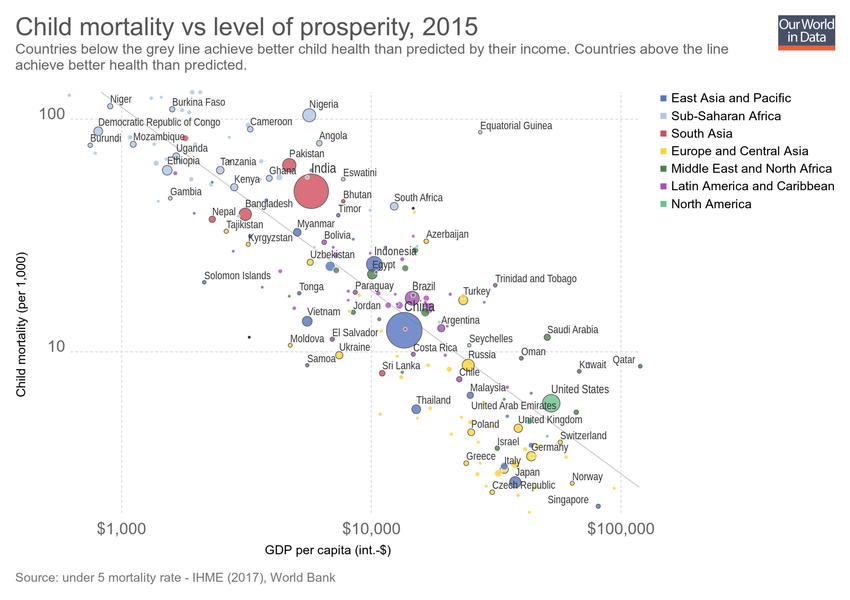 Child mortality vs level of prosperity, 2015
Countries below the grey line achieve better child health than predicted by their income. Countries above the line
achieve better health than predicted.
Our World
in Data
East Asia and Pacific
Sub-Saharan Africa
South Asia
Europe and Central Asia
Middle East and North Africa
Latin America and Caribbean
North America
Child mortality (per 1,000)
100
10
Niger
Burkina Faso
Nigeria
Democratic Republic of Congo
Cameroon
Equatorial Guinea
Burundi
Mozambique
Angola
Uganda
Pakistan
Ethiopia
Tanzania
Ghana
India
Eswatini
Kenya
Gambia
Bhutan
South Africa
Bangladesh
Timor
Nepal
Tajikistan
Myanmar
Kyrgyzstan
Bolivia
Azerbaijan
Uzbekistan
Indonesia
Egypt
Solomon Islands
Tonga
Paraguay
Brazil
Trinidad and Tobago
Turkey
Jordan
China
Vietnam
Argentina
El Salvador
Saudi Arabia
Moldova
Ukraine
Costa Rica
Seychelles
Samoa
Russia
Oman
Sri Lanka
Chile
Kuwait
Qatar
Malaysia
United States
Thailand
United Arab Emirates
Poland
United Kingdom
Israel
Switzerland
Greece
Italy
Germany
Japan
Czech Republic
Norway
Singapore
$1,000
$10,000
$100,000
GDP per capita (int.-$)
Source: under 5 mortality rate - IHME (2017), World Bank